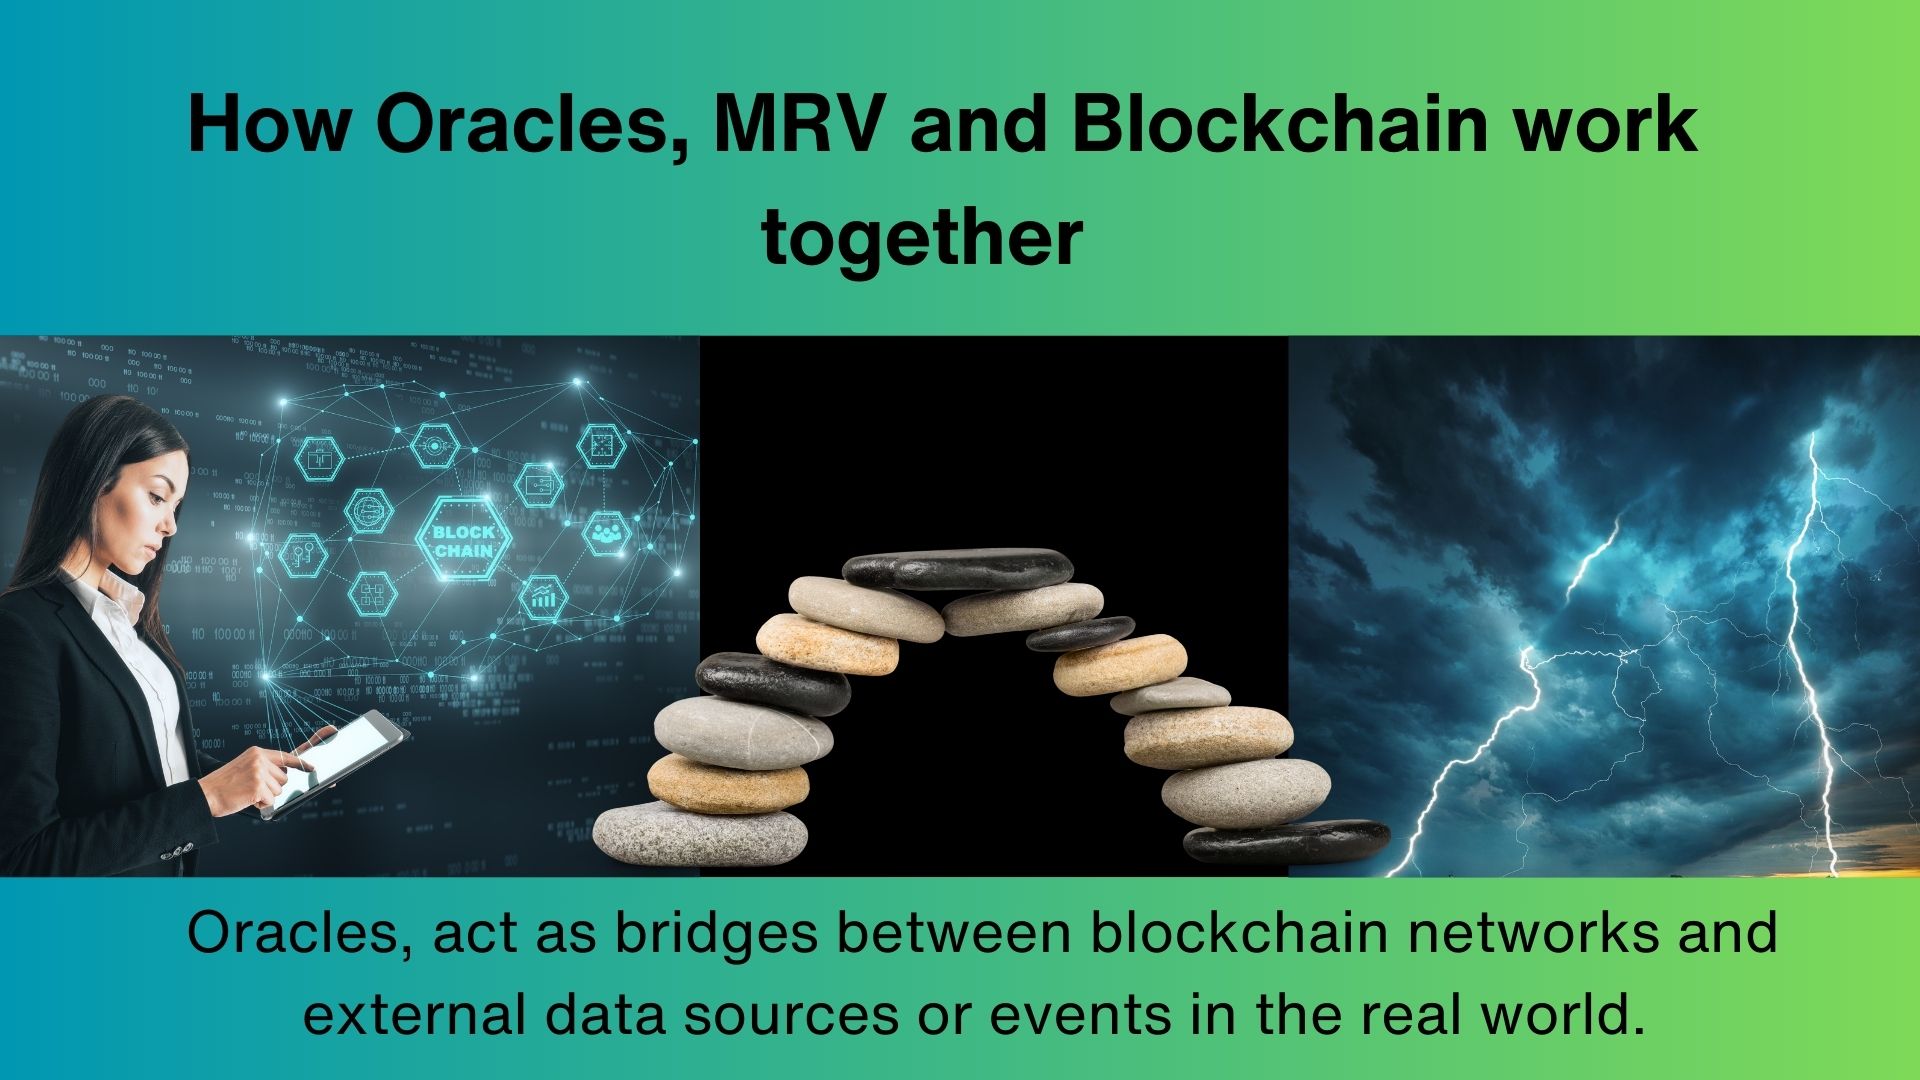 How Oracles, MRV and Blockchain work
together
BLOCK
CHAIN
Oracles, act as bridges between blockchain networks and
external data sources or events in the real world.